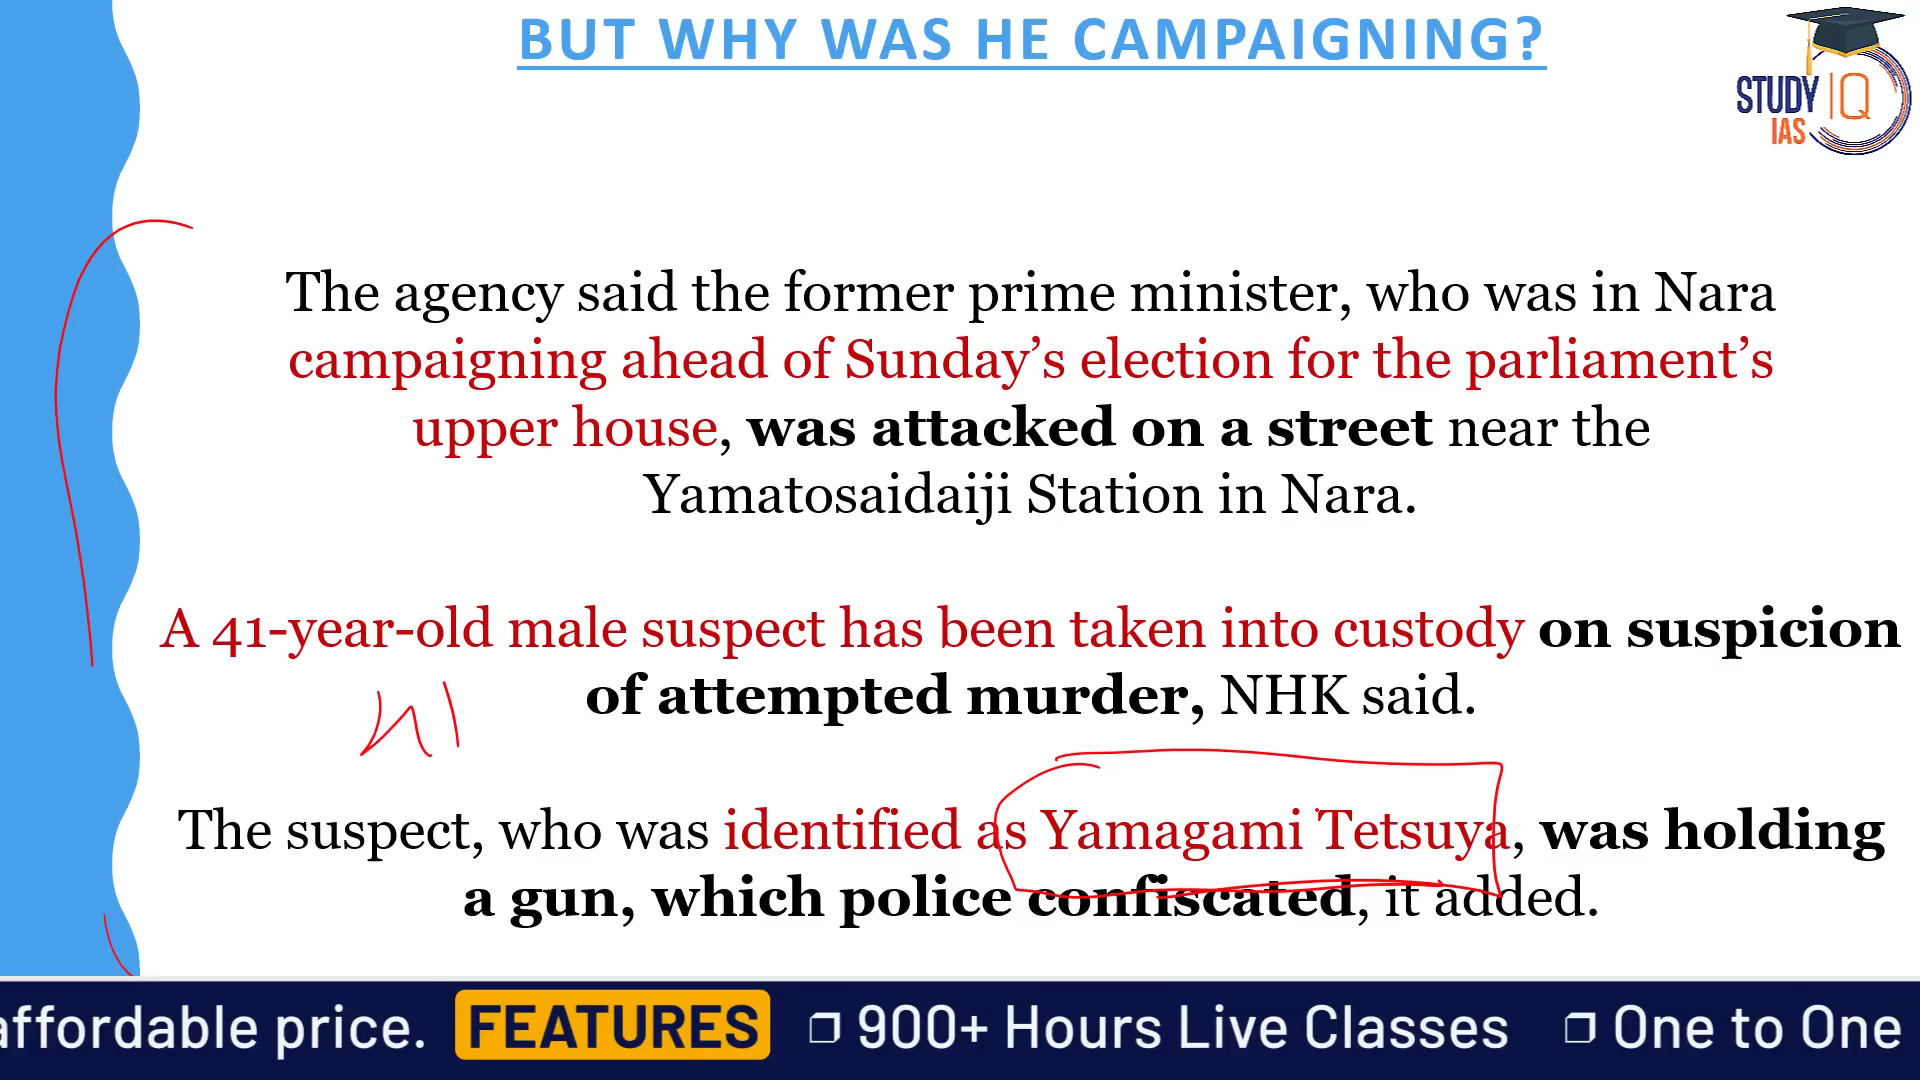 BUT WHY WAS HE CAMPAIGNING?
STUDY IQ
IAS
The agency said the former prime minister, who was in Nara
campaigning ahead of Sunday’s election for the parliament’s
upper house, was attacked on a street near the
Yamatosaidaiji Station in Nara.
A 41-year-old male suspect has been taken into custody on suspicion
of attempted murder, NHK said.
41
The suspect, who was identified as Yamagami Tetsuya, was holding
a gun, which police confiscated, it added.
affordable price. FEATURES ❒ 900+ Hours Live Classes ❒ One to One